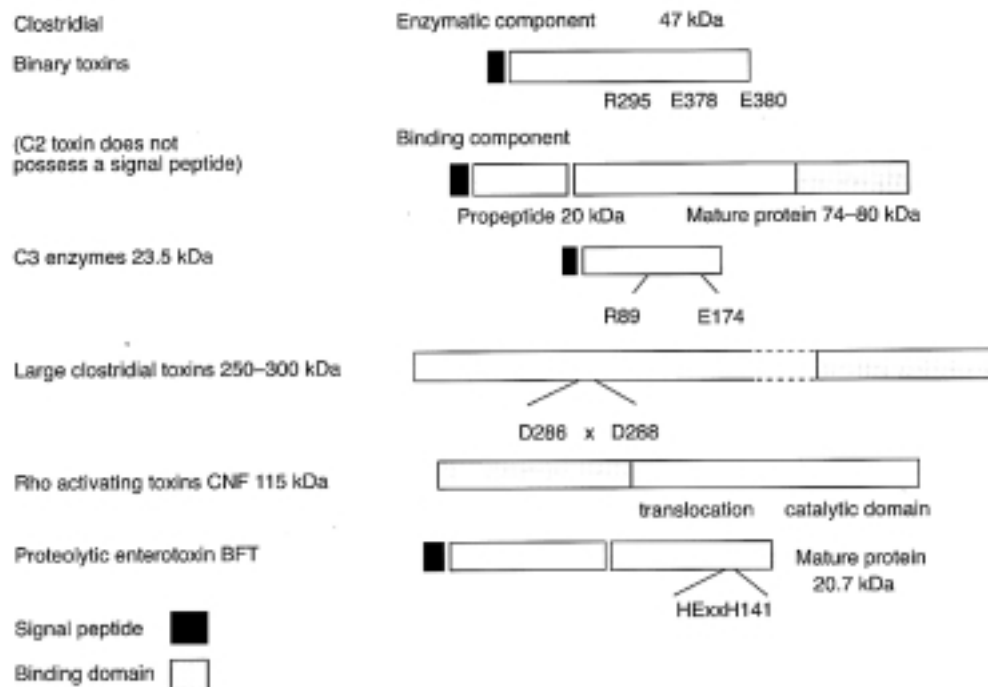 Clostridial
Enzymatic component 47 kDa
Binary toxins
R295 E378 E380
(C2 toxin does not
possess a signal peptide)
Binding component
Propeptide 20 kDa Mature protein 74–80 kDa
C3 enzymes 23.5 kDa
R89 E174
Large clostridial toxins 250–300 kDa
D286 x D288
Rho activating toxins CNF 115 kDa
translocation catalytic domain
Proteolytic enterotoxin BFT
Mature protein
20.7 kDa
HExxH141
Signal peptide
Binding domain